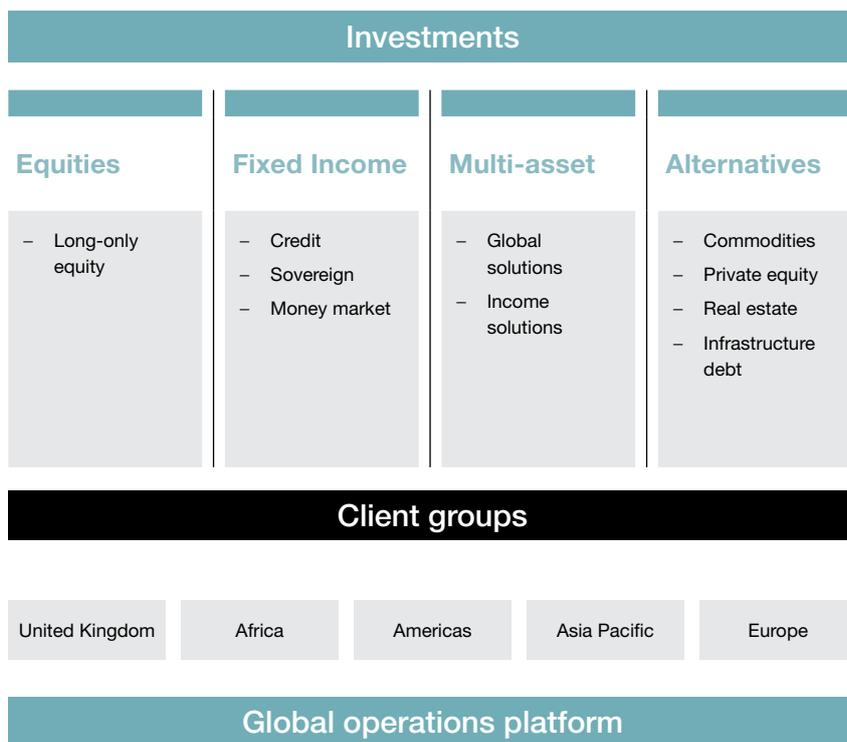 Investments
Equities
– Long-only
equity
Fixed Income
– Credit
– Sovereign
– Money market
Multi-asset
– Global
solutions
– Income
solutions
Alternatives
– Commodities
– Private equity
– Real estate
– Infrastructure
debt
Client groups
United Kingdom
Africa
Americas
Asia Pacific
Europe
Global operations platform